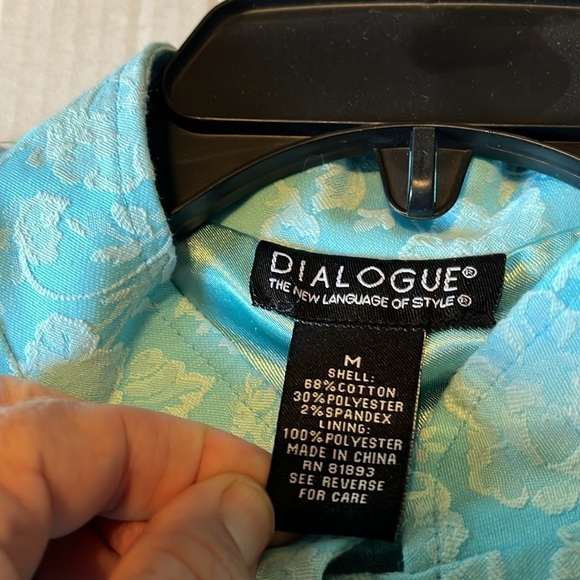 DIALOGUE®
THE NEW LANGUAGE OF STYLE®
M
SHELL:
68%COTTON
30%POLYESTER
2%SPANDEX
LINING:
100%POLYESTER
MADE IN CHINA
RN 81893
SEE REVERSE
FOR CARE